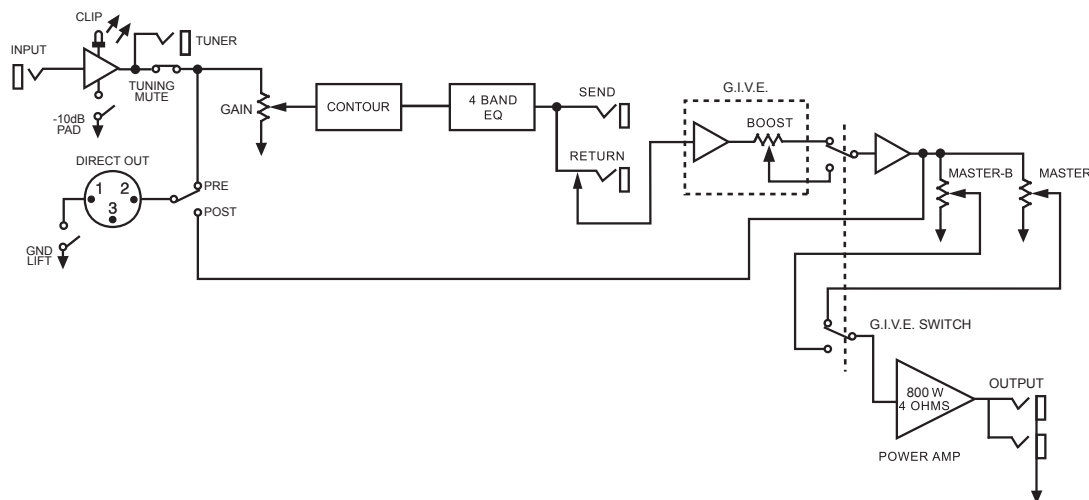 CLIP
INPUT
TUNER
TUNING
MUTE
-10dB
PAD
GAIN
CONTOUR
4 BAND
EQ
SEND
RETURN
G.I.V.E.
BOOST
MASTER-B
MASTER
DIRECT OUT
1 2
3
PRE
POST
GND
LIFT
G.I.V.E. SWITCH
800 W
4 OHMS
OUTPUT
POWER AMP